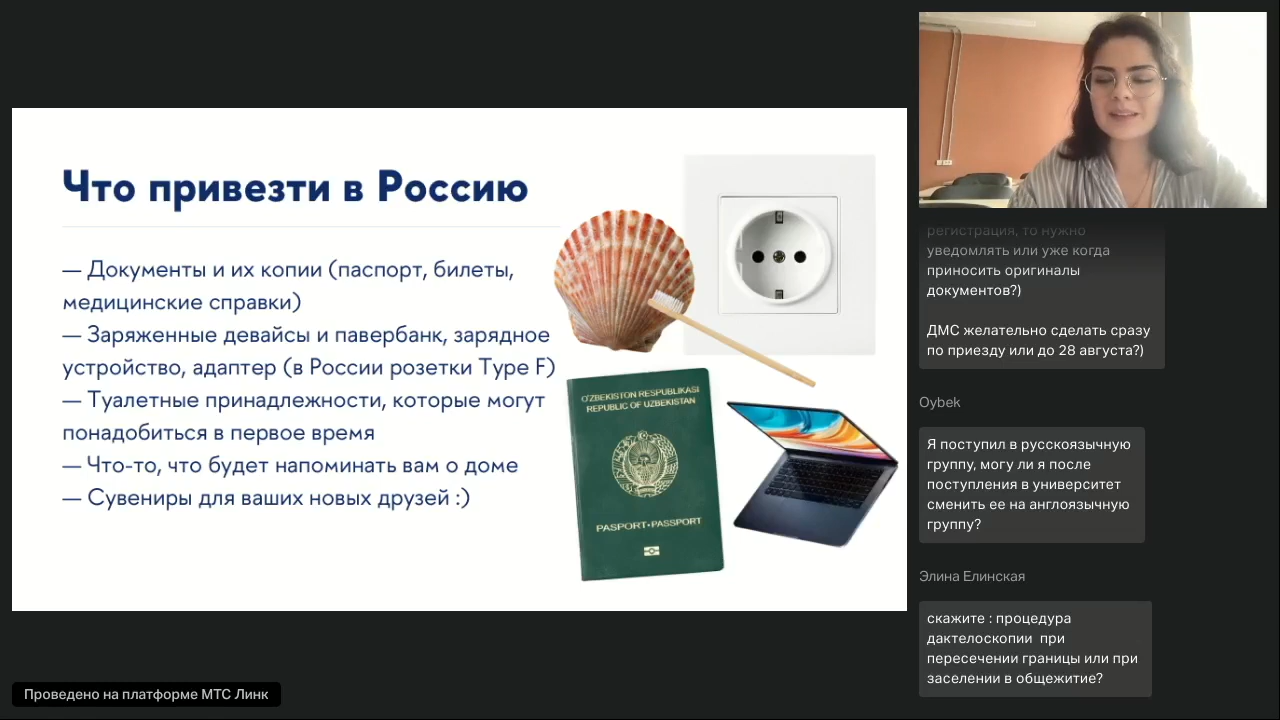 Что привезти в Россию
— Документы и их копии (паспорт, билеты,
медицинские справки)
— Заряженные девайсы и павербанк, зарядное
устройство, адаптер (в России розетки Type F)
— Туалетные принадлежности, которые могут
понадобиться в первое время
— Что-то, что будет напоминать вам о доме
— Сувениры для ваших новых друзей :)
O'ZBEKISTON RESPUBLIKASI
REPUBLIC OF UZBEKISTAN
PASPORT•PASSPORT
регистрация, то нужно
уведомлять или уже когда
приносить оригиналы
документов?)
ДМС желательно сделать сразу
по приезду или до 28 августа?)
Oybek
Я поступил в русскоязычную
группу, могу ли я после
поступления в университет
сменить ее на англоязычную
группу?
Элина Елинская
скажите : процедура
дактелоскопии  при
пересечении границы или при
заселении в общежитие?
Проведено на платформе МТС Линк